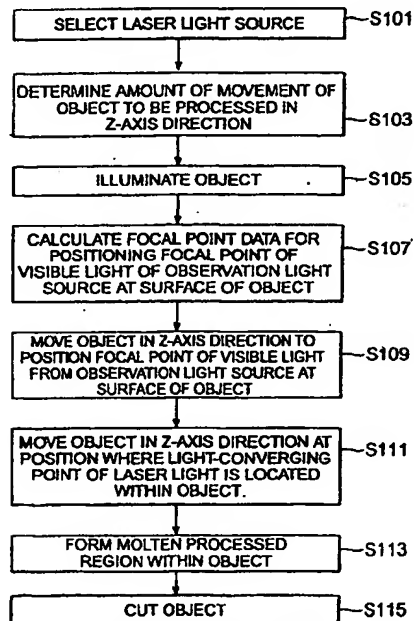 SELECT LASER LIGHT SOURCE
S101
DETERMINE AMOUNT OF MOVEMENT OF
OBJECT TO BE PROCESSED IN
Z-AXIS DIRECTION
S103
ILLUMINATE OBJECT
S105
CALCULATE FOCAL POINT DATA FOR
POSITIONING FOCAL POINT OF
VISIBLE LIGHT OF OBSERVATION LIGHT
SOURCE AT SURFACE OF OBJECT
S107
MOVE OBJECT IN Z-AXIS DIRECTION TO
POSITION FOCAL POINT OF VISIBLE LIGHT
FROM OBSERVATION LIGHT SOURCE AT
SURFACE OF OBJECT
S109
MOVE OBJECT IN Z-AXIS DIRECTION AT
POSITION WHERE LIGHT-CONVERGING
POINT OF LASER LIGHT IS LOCATED
WITHIN OBJECT.
S111
FORM MOLTEN PROCESSED
REGION WITHIN OBJECT
S113
CUT OBJECT
S115